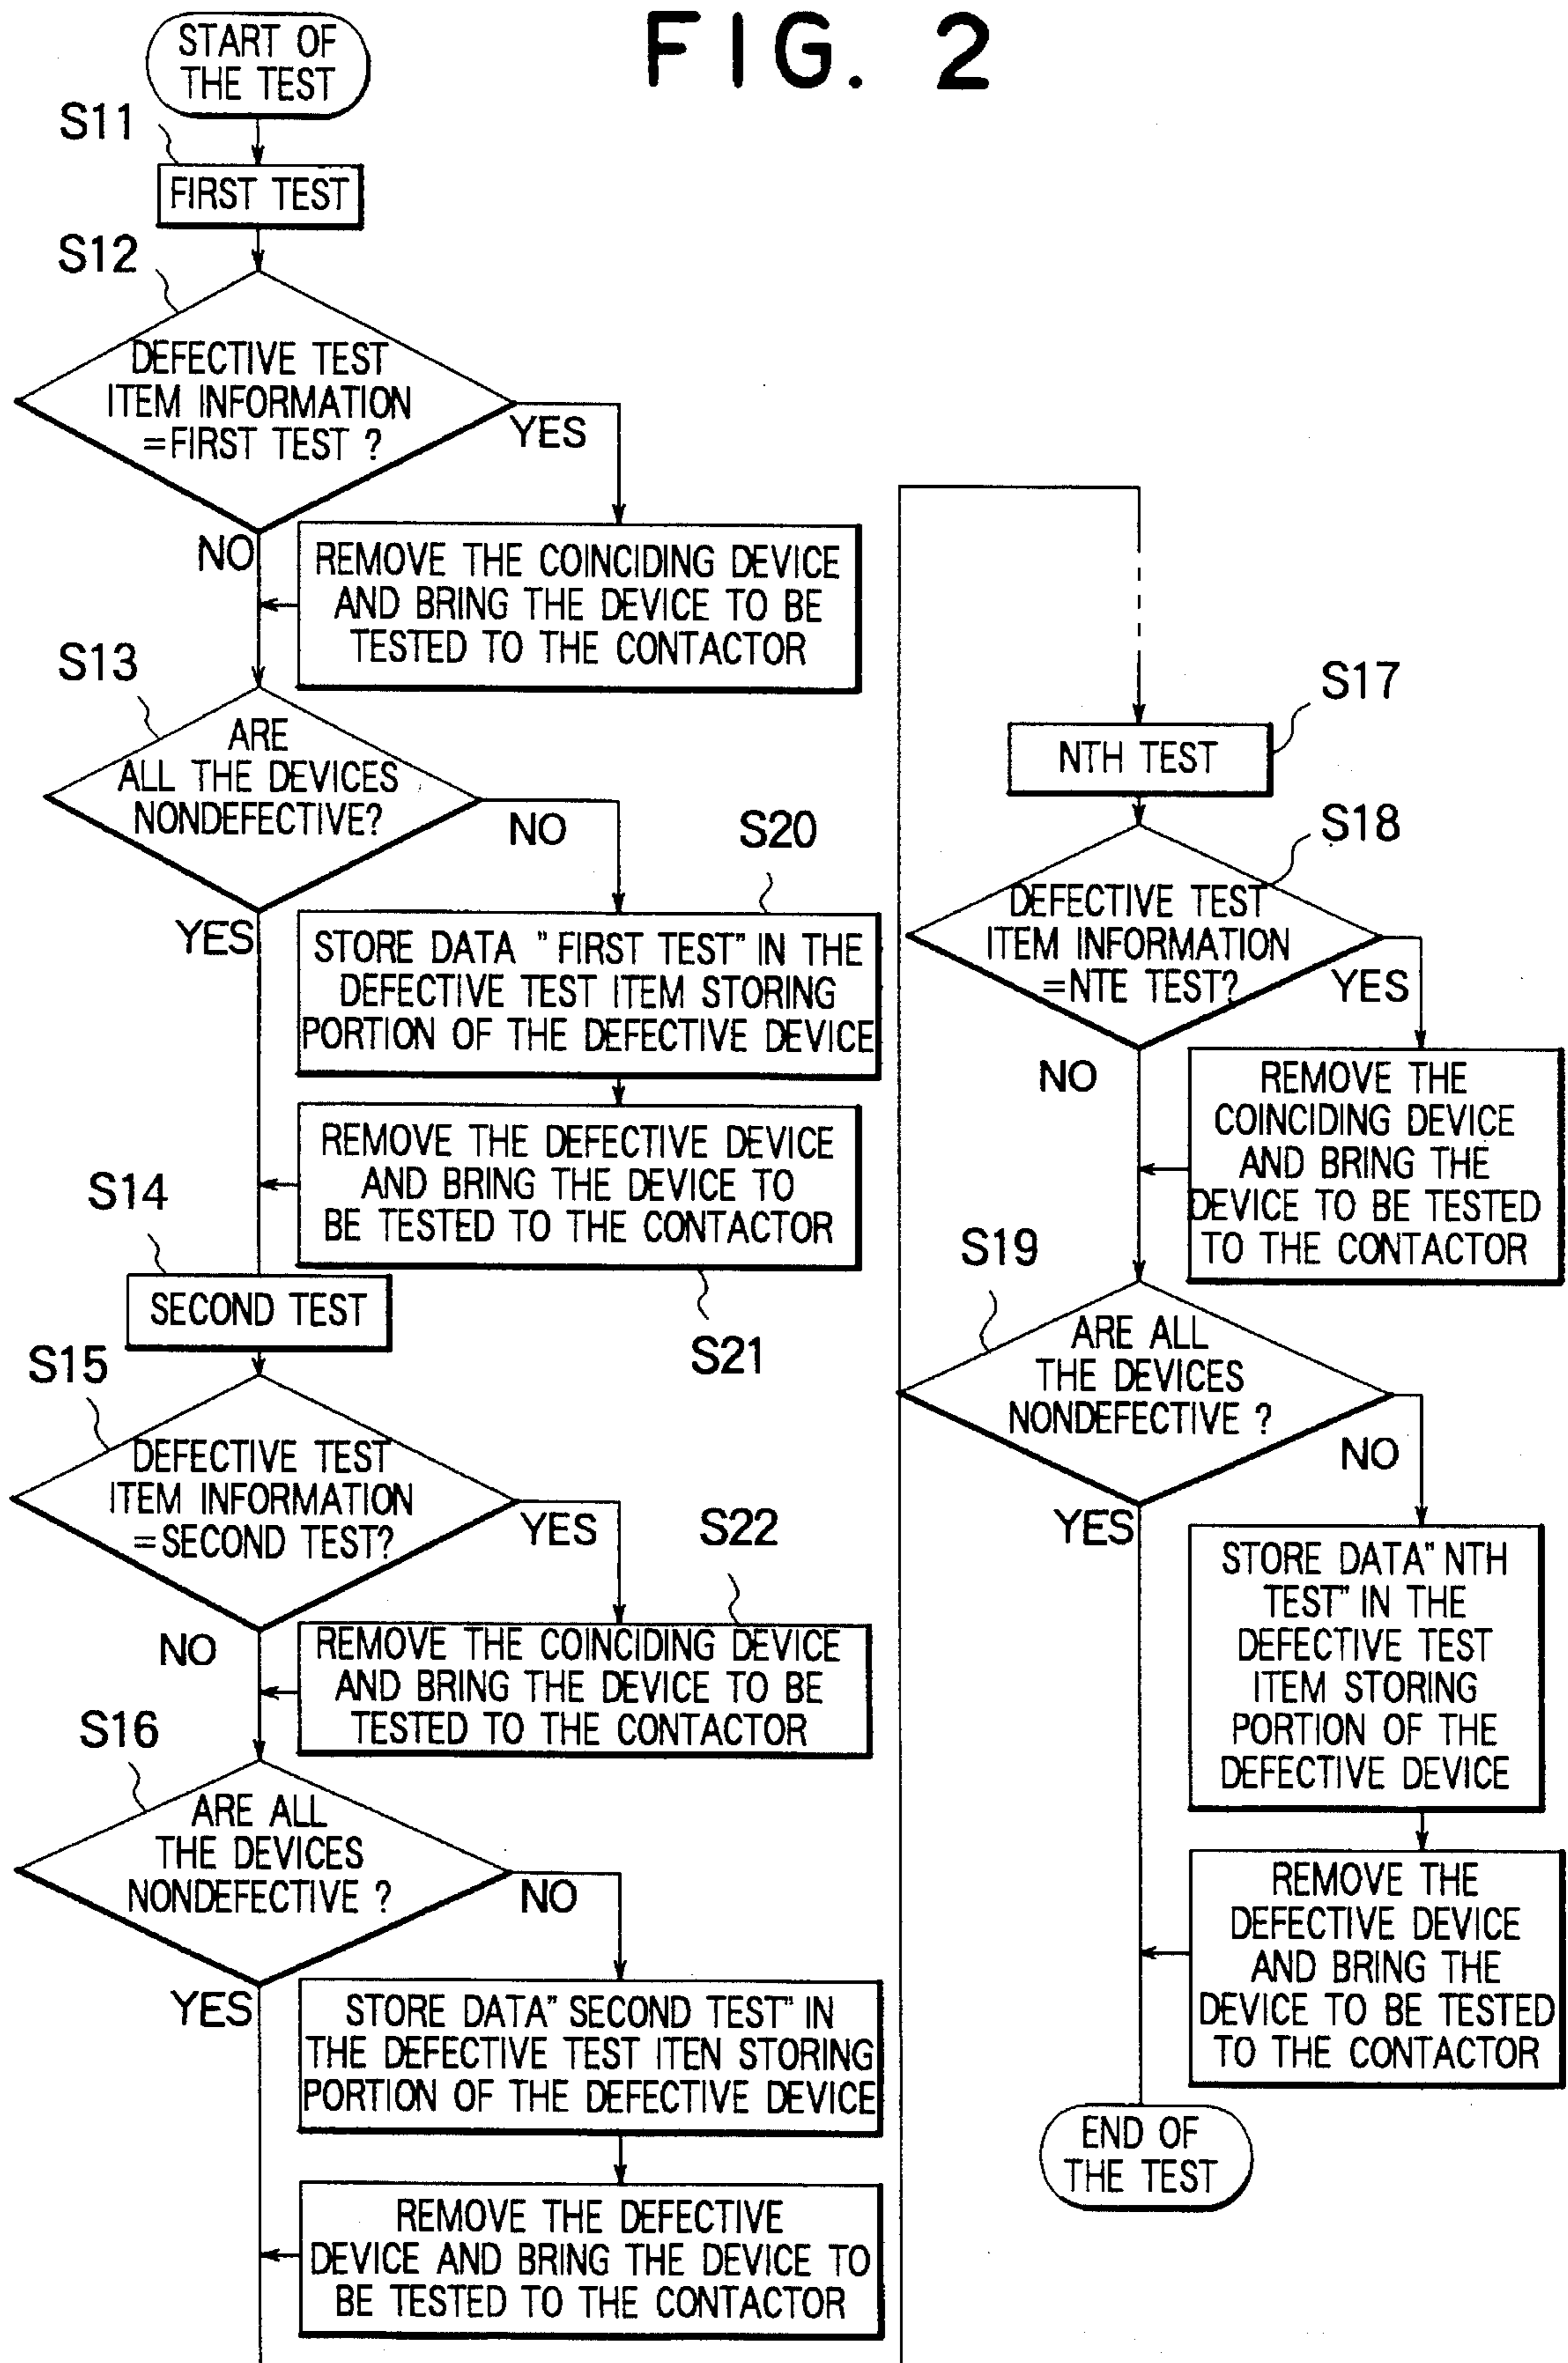 FIG. 2
START OF
THE TEST
S11
FIRST TEST
S12
DEFECTIVE TEST
ITEM INFORMATION
=FIRST TEST ?
YES
NO
REMOVE THE COINCIDING DEVICE
AND BRING THE DEVICE TO BE
TESTED TO THE CONTACTOR
S13
ARE
ALL THE DEVICES
NONDEFECTIVE?
NO
YES
S20
STORE DATA "FIRST TEST" IN THE
DEFECTIVE TEST ITEM STORING
PORTION OF THE DEFECTIVE DEVICE
REMOVE THE DEFECTIVE DEVICE
AND BRING THE DEVICE TO
BE TESTED TO THE CONTACTOR
S21
S14
SECOND TEST
S15
DEFECTIVE TEST
ITEM INFORMATION
=SECOND TEST?
YES
NO
S22
REMOVE THE COINCIDING DEVICE
AND BRING THE DEVICE TO BE
TESTED TO THE CONTACTOR
S16
ARE ALL
THE DEVICES
NONDEFECTIVE ?
NO
YES
STORE DATA" SECOND TEST" IN
THE DEFECTIVE TEST ITEN STORING
PORTION OF THE DEFECTIVE DEVICE
REMOVE THE DEFECTIVE
DEVICE AND BRING THE DEVICE TO
BE TESTED TO THE CONTACTOR
S17
NTH TEST
S18
DEFECTIVE TEST
ITEM INFORMATION
=NTE TEST?
YES
NO
REMOVE THE
COINCIDING DEVICE
AND BRING THE
DEVICE TO BE TESTED
TO THE CONTACTOR
S19
ARE ALL
THE DEVICES
NONDEFECTIVE ?
NO
YES
STORE DATA" NTH
TEST" IN THE
DEFECTIVE TEST
ITEM STORING
PORTION OF THE
DEFECTIVE DEVICE
REMOVE THE
DEFECTIVE DEVICE
AND BRING THE
DEVICE TO BE TESTED
TO THE CONTACTOR
END OF
THE TEST